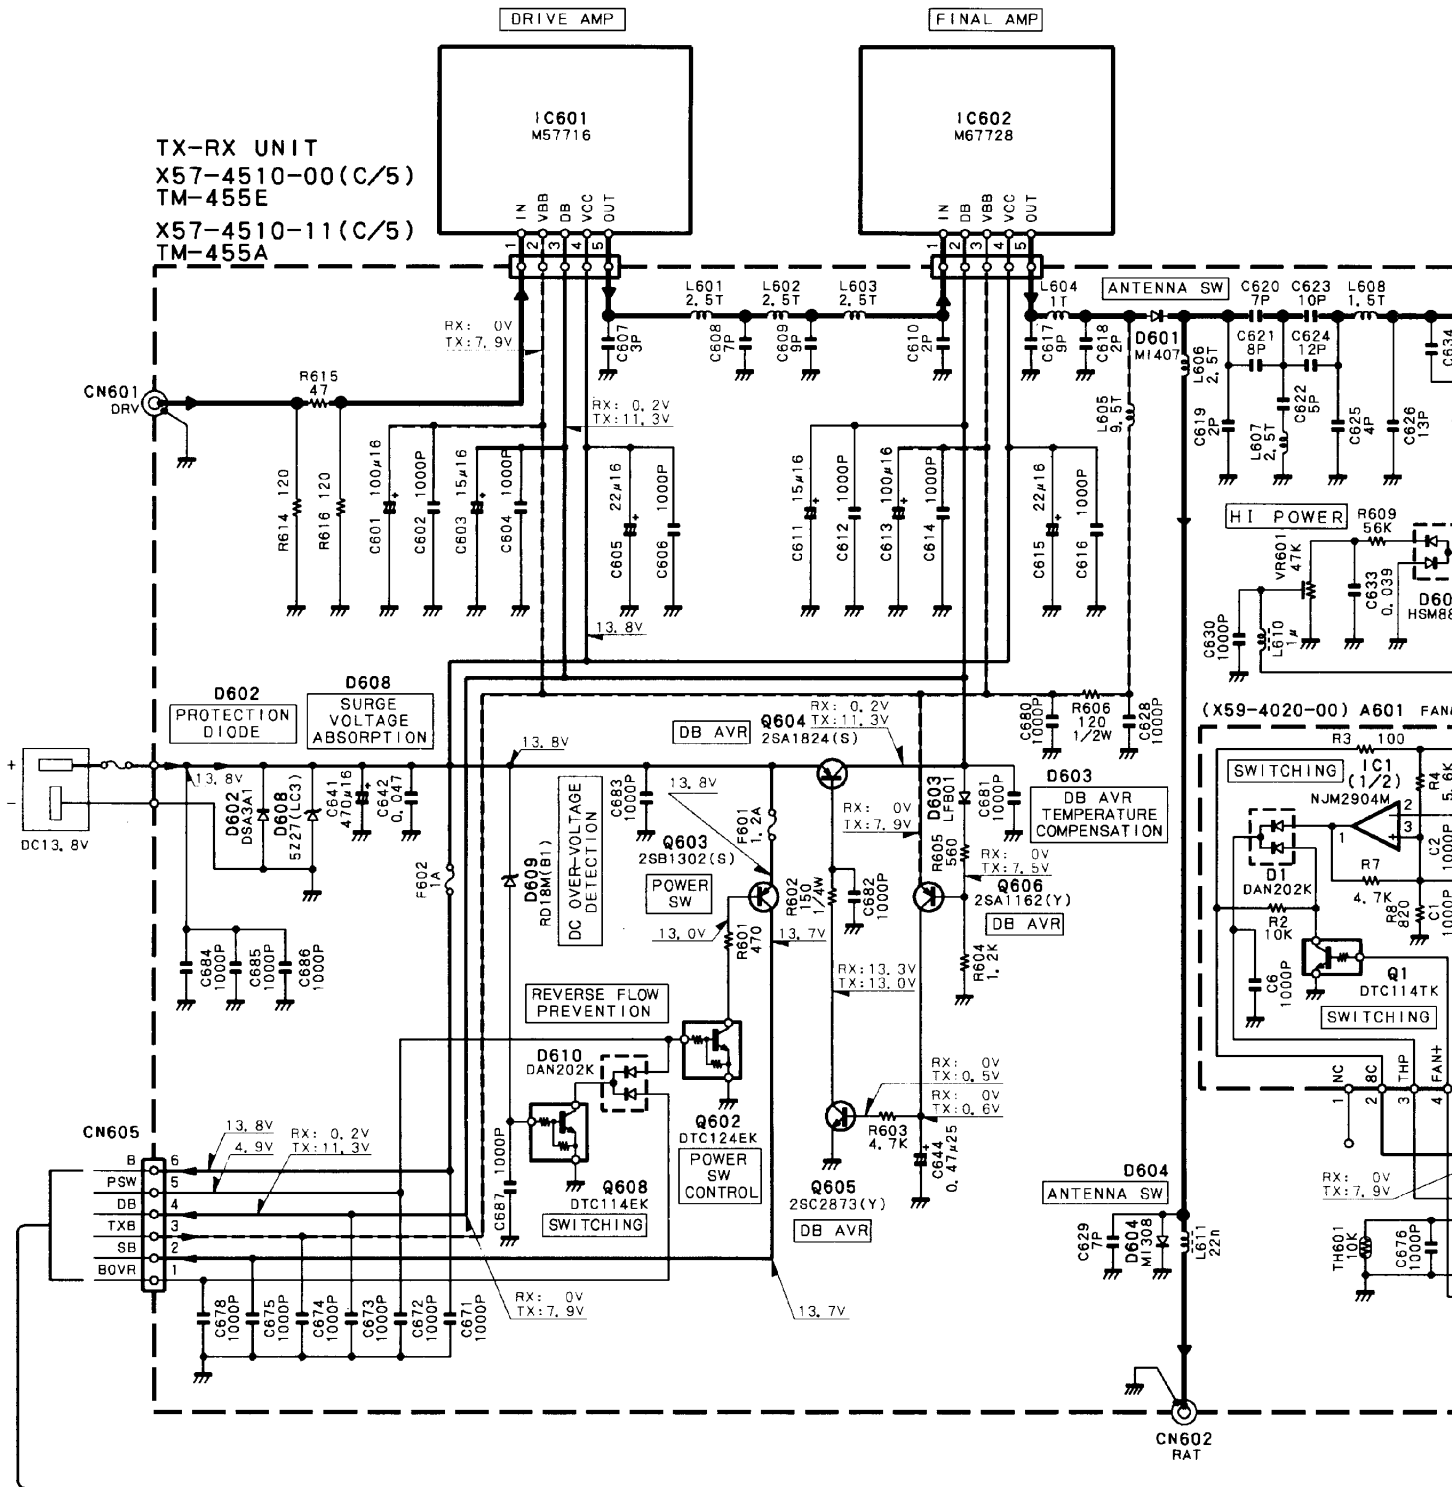 DRIVE AMP
FINAL AMP
IC601
M57716
IC602
M67728
TX-RX UNIT
X57-4510-00(C/5)
TM-455E
X57-4510-11(C/5)
TM-455A
IN
VBB
DB
VCC
OUT
1
2
3
4
5
IN
DB
VBB
VCC
OUT
1
2
3
4
5
L601
2.5T
L602
2.5T
L603
2.5T
L604
1T
ANTENNA SW
C620
7P
C623
10P
L608
1.5T
RX: 0V
TX:7.9V
C607
3P
C608
7P
C609
9P
C610
2P
C617
9P
C618
2P
D601
MI407
L606
2.5T
C621
8P
C624
12P
C634
CN601
DRV
R615
47
RX: 0.2V
TX:11.3V
L605
9.5T
C619
2P
L607
2.5T
C622
5P
C625
4P
C626
13P
R614 120
R616 120
C601 100μ16
C602 1000P
C603 15μ16
C604 1000P
C605 22μ16
C606 1000P
C611 15μ16
C612 1000P
C613 100μ16
C614 1000P
C615 22μ16
C616 1000P
HI POWER
R609
56K
VR601
47K
C633
0.039
D60
HSM88
C630
1000P
L610
1μ
13.8V
D602
PROTECTION
DIODE
D608
SURGE
VOLTAGE
ABSORPTION
DB AVR
Q604
2SA1824(S)
RX: 0.2V
TX:11.3V
C680
1000P
R606
120
1/2W
C628
1000P
(X59-4020-00) A601 FAN
R3 100
SWITCHING
IC1
(1/2)
NJM2904M
R4
5.6K
1
2
3
D1
DAN202K
R7
4.7K
R8
820
C2
1000P
C1
1000P
R2
10K
C6
1000P
Q1
DTC114TK
SWITCHING
NC
8C
THP
FAN+
1
2
3
4
+
-
DC13.8V
13.8V
D602
DSA3A1
D608
5Z27(LC3)
C641
470μ16
C642
0.047
F602
1A
13.8V
D609
RD18M(B1)
DC OVER-VOLTAGE
DETECTION
C683
1000P
13.8V
F601
1.2A
Q603
2SB1302(S)
POWER
SW
13.0V
R601
470
13.7V
R602
150
1/4W
C682
1000P
RX: 0V
TX:7.9V
D603
LFB01
C681
1000P
D603
DB AVR
TEMPERATURE
COMPENSATION
R605
560
RX: 0V
TX:7.5V
Q606
2SA1162(Y)
DB AVR
R604
1.2K
RX:13.3V
TX:13.0V
C684
1000P
C685
1000P
C686
1000P
REVERSE FLOW
PREVENTION
D610
DAN202K
Q602
DTC124EK
POWER
SW
CONTROL
Q608
DTC114EK
SWITCHING
C687 1000P
RX: 0V
TX:0.5V
RX: 0V
TX:0.6V
R603
4.7K
Q605
2SC2873(Y)
DB AVR
C644
0.47μ25
CN605
B
PSW
DB
TXB
SB
BOVR
6
5
4
3
2
1
13.8V
4.9V
RX: 0.2V
TX:11.3V
C678
1000P
C675
1000P
C674
1000P
C673
1000P
C672
1000P
C671
1000P
RX: 0V
TX:7.9V
13.7V
D604
ANTENNA SW
C629
7P
D604
MI308
L611
22n
RX: 0V
TX:7.9V
TH601
10K
C676
1000P
CN602
RAT